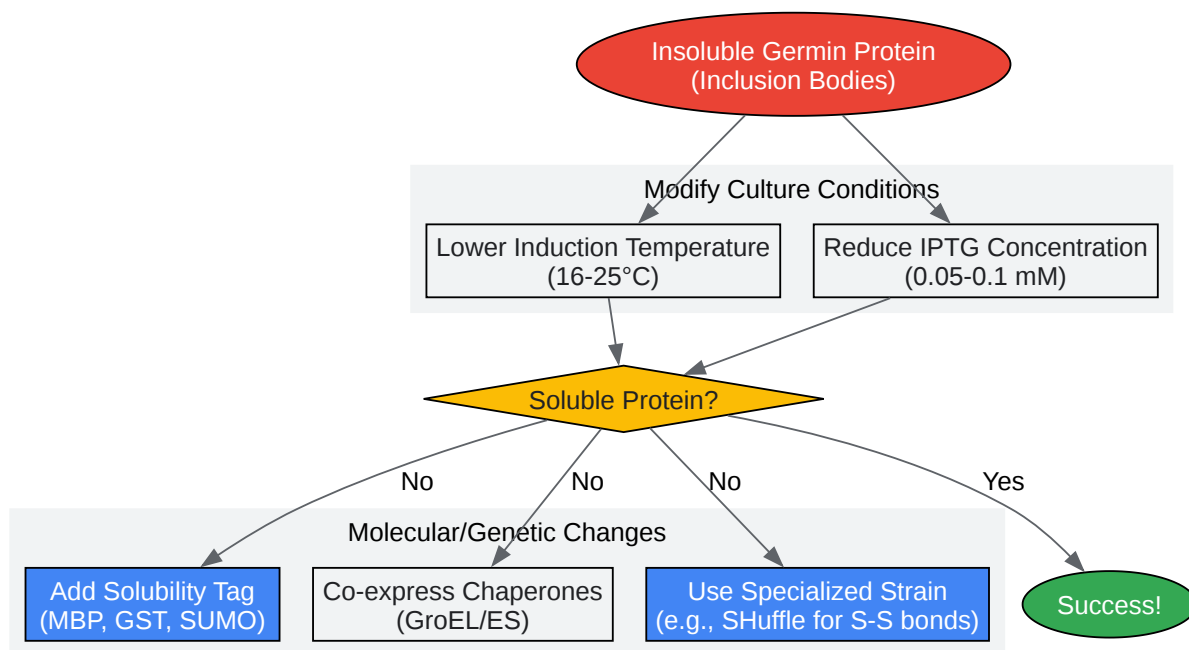 Insoluble Germin Protein
(Inclusion Bodies)
Modify Culture Conditions
Lower Induction Temperature
(16-25°C)
Reduce IPTG Concentration
(0.05-0.1 mM)
Soluble Protein?
No
No
No
Yes
Molecular/Genetic Changes
Add Solubility Tag
(MBP, GST, SUMO)
Co-express Chaperones
(GroEL/ES)
Use Specialized Strain
(e.g., SHuffle for S-S bonds)
Success!